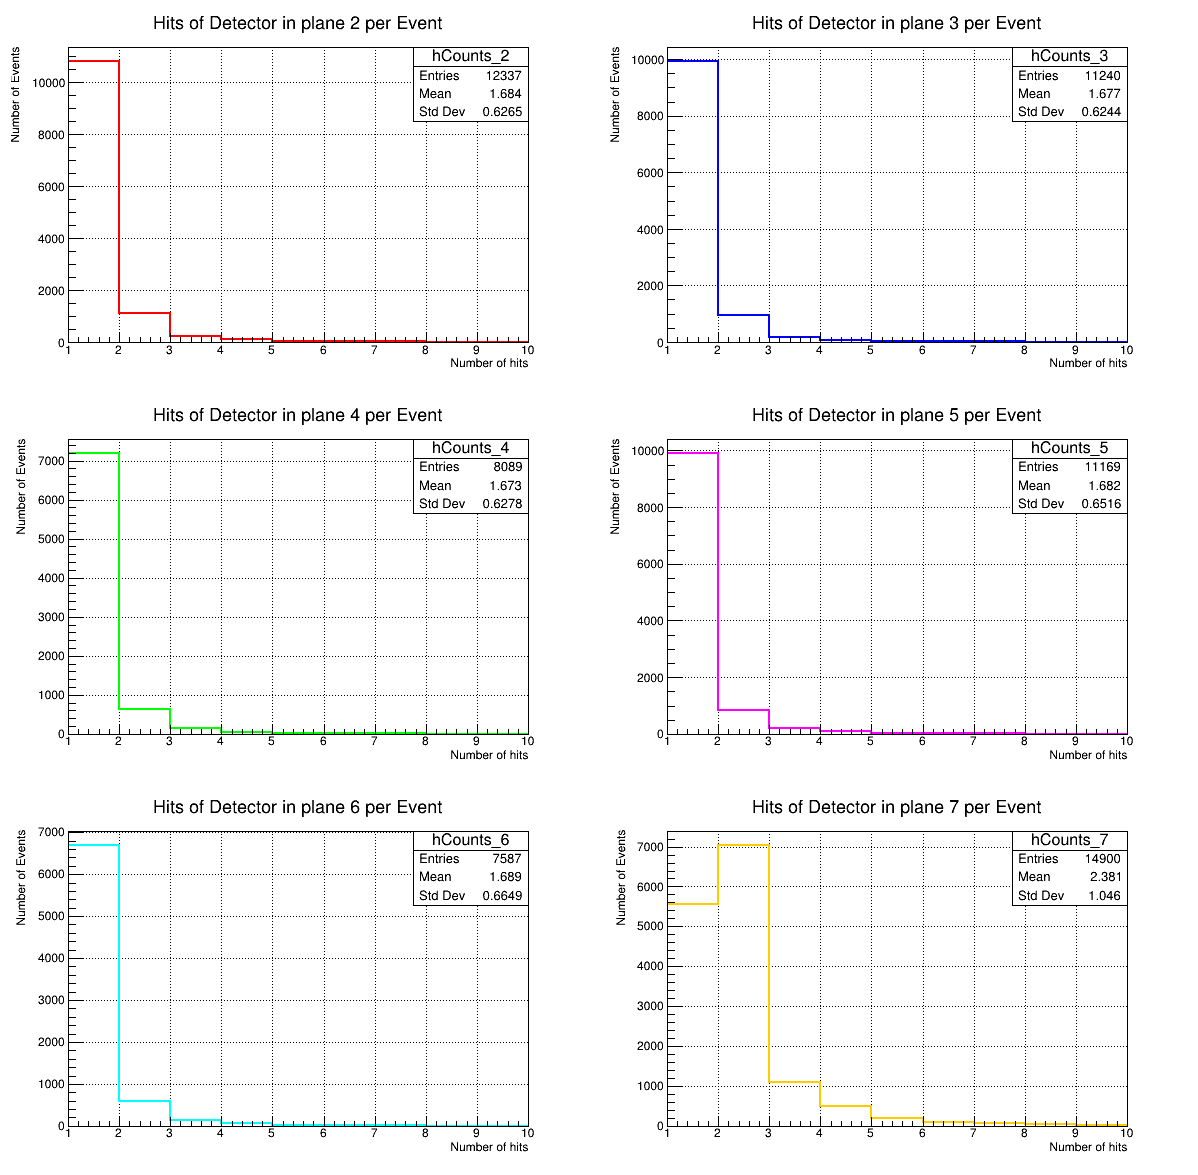 Hits of Detector in plane 2 per Event
Number of Events
hCounts_2
Entries 12337
Mean 1.684
Std Dev 0.6265
10000
8000
6000
4000
2000
0
1 2 3 4 5 6 7 8 9 10
Number of hits
Hits of Detector in plane 3 per Event
Number of Events
hCounts_3
Entries 11240
Mean 1.677
Std Dev 0.6244
10000
8000
6000
4000
2000
0
1 2 3 4 5 6 7 8 9 10
Number of hits
Hits of Detector in plane 4 per Event
Number of Events
hCounts_4
Entries 8089
Mean 1.673
Std Dev 0.6278
7000
6000
5000
4000
3000
2000
1000
0
1 2 3 4 5 6 7 8 9 10
Number of hits
Hits of Detector in plane 5 per Event
Number of Events
hCounts_5
Entries 11169
Mean 1.682
Std Dev 0.6516
10000
8000
6000
4000
2000
0
1 2 3 4 5 6 7 8 9 10
Number of hits
Hits of Detector in plane 6 per Event
Number of Events
hCounts_6
Entries 7587
Mean 1.689
Std Dev 0.6649
7000
6000
5000
4000
3000
2000
1000
0
1 2 3 4 5 6 7 8 9 10
Number of hits
Hits of Detector in plane 7 per Event
Number of Events
hCounts_7
Entries 14900
Mean 2.381
Std Dev 1.046
7000
6000
5000
4000
3000
2000
1000
0
1 2 3 4 5 6 7 8 9 10
Number of hits